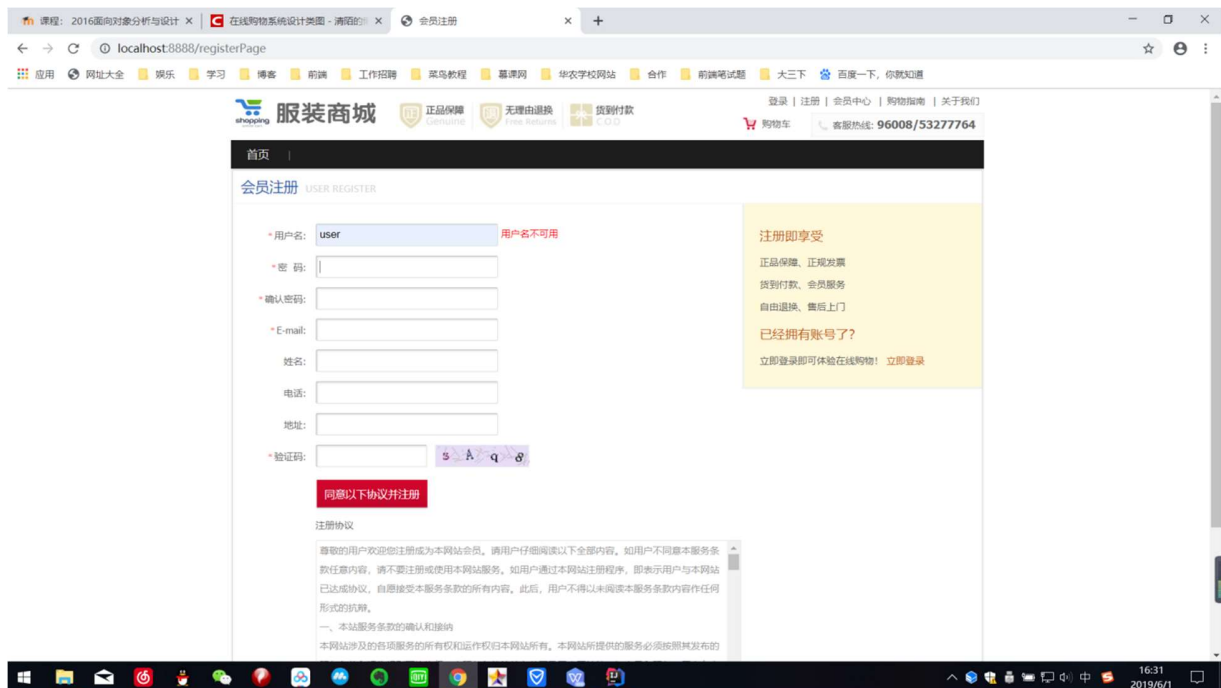 课程：2016面向对象分析与设计 ×
在线购物系统设计类图 - 清陌的 ×
会员注册 ×
localhost:8888/registerPage
应用 网址大全 娱乐 学习 博客 前端 工作招聘 菜鸟教程 慕课网 华农学校网站 合作 前端笔试题 大三下 百度一下，你就知道
登录 | 注册 | 会员中心 | 购物指南 | 关于我们
shopping 服装商城 正 正品保障 Genuine 无理由退换 Free Returns 货到付款 C.O.D
购物车 客服热线: 96008/53277764
首页 |
会员注册 USER REGISTER
*用户名: user 用户名不可用
*密 码:
*确认密码:
*E-mail:
姓名:
电话:
地址:
*验证码: s A q 8
同意以下协议并注册
注册即享受
正品保障、正规发票
货到付款、会员服务
自由退换、售后上门
已经拥有账号了?
立即登录即可体验在线购物! 立即登录
注册协议
尊敬的用户欢迎您注册成为本网站会员。请用户仔细阅读以下全部内容。如用户不同意本服务条
款任意内容，请不要注册或使用本网站服务。如用户通过本网站注册程序，即表示用户与本网站
已达成协议，自愿接受本服务条款的所有内容。此后，用户不得以未阅读本服务条款内容作任何
形式的抗辩。
一、本站服务条款的确认和接纳
本网站涉及的各项服务的所有权和运作权归本网站所有。本网站所提供的服务必须按照其发布的
中
16:31
2019/6/1